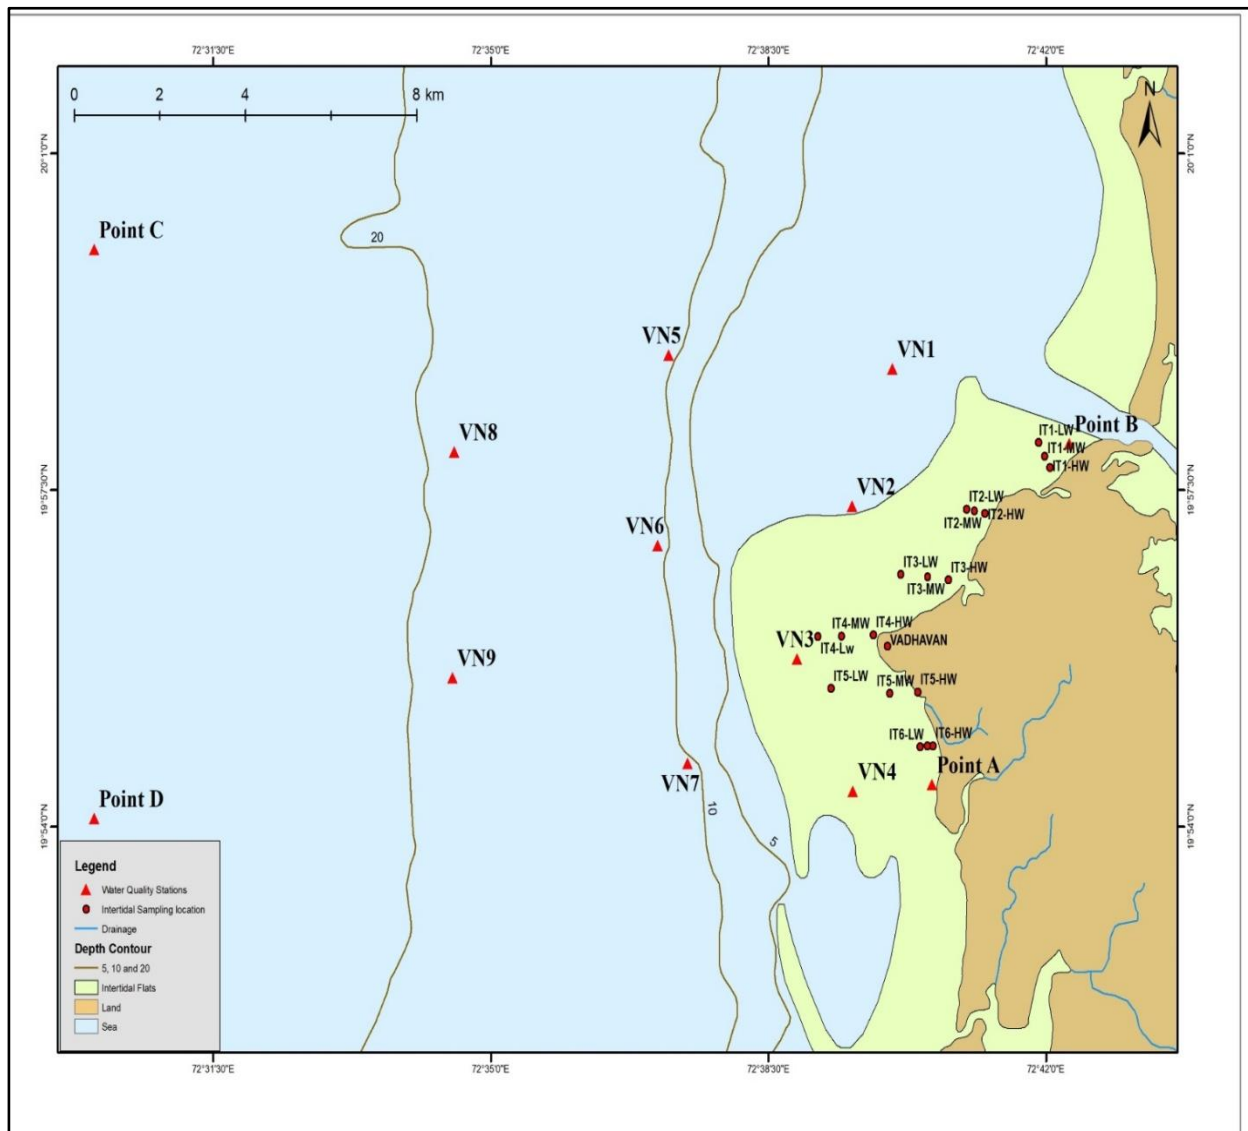 72°31'30"E
72°35'0"E
72°38'30"E
72°42'0"E
0 2 4 8 km
N
20°1'0"N
20°1'0"N
Point C
20
VN5
VN1
VN8
Point B
IT1-LW
IT1-MW
IT1-HW
19°57'0"N
19°57'0"N
VN2
IT2-LW
IT2-MW
IT2-HW
VN6
IT3-LW
IT3-HW
IT3-MW
IT4-MW
IT4-HW
VN3
IT4-Lw
VADHAVAN
VN9
IT5-LW
IT5-MW
IT5-HW
IT6-LW
IT6-HW
VN7
VN4
Point A
Point D
10
5
19°54'0"N
19°54'0"N
Legend
Water Quality Stations
Intertidal Sampling location
Drainage
Depth Contour
5, 10 and 20
Intertidal Flats
Land
Sea
72°31'30"E
72°35'0"E
72°38'30"E
72°42'0"E